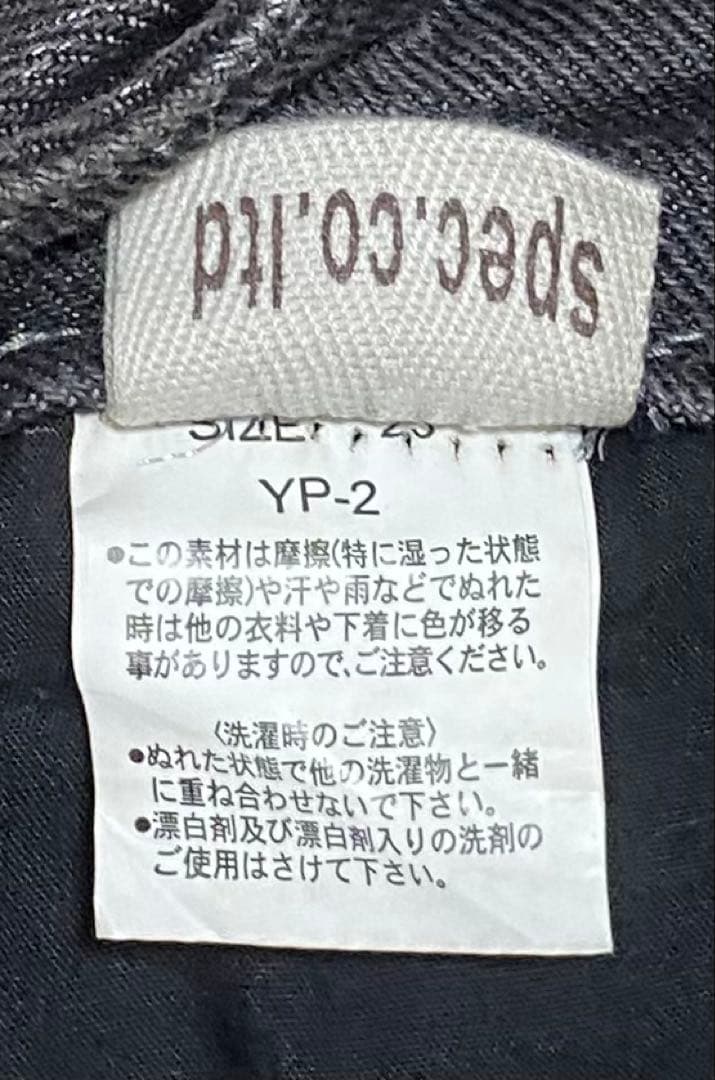 spec.co.ltd
SIZE
YP-2
●この素材は摩擦(特に湿った状態
での摩擦)や汗や雨などでぬれた
時は他の衣料や下着に色が移る
事がありますので、ご注意ください。
〈洗濯時のご注意〉
●ぬれた状態で他の洗濯物と一緒
に重ね合わせないで下さい。
●漂白剤及び漂白剤入りの洗剤の
ご使用はさけて下さい。